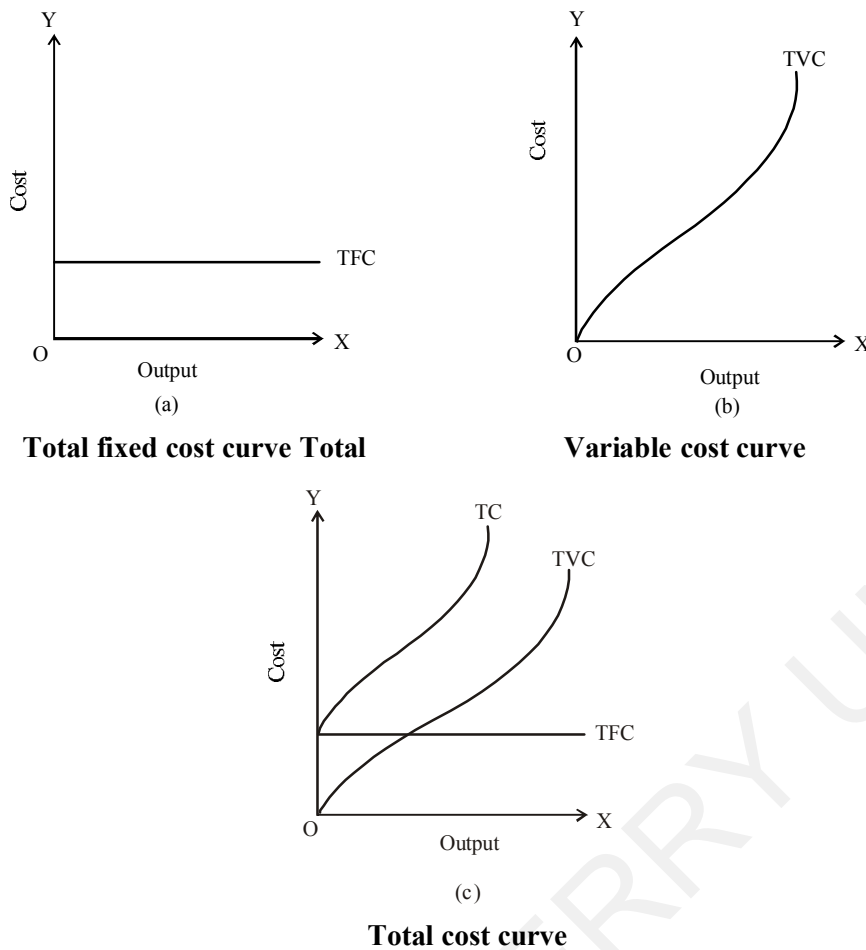 Y
Cost
TFC
O
X
Output
(a)
Total fixed cost curve Total
Y
TVC
Cost
O
X
Output
(b)
Variable cost curve
Y
TC
TVC
Cost
TFC
O
X
Output
(c)
Total cost curve